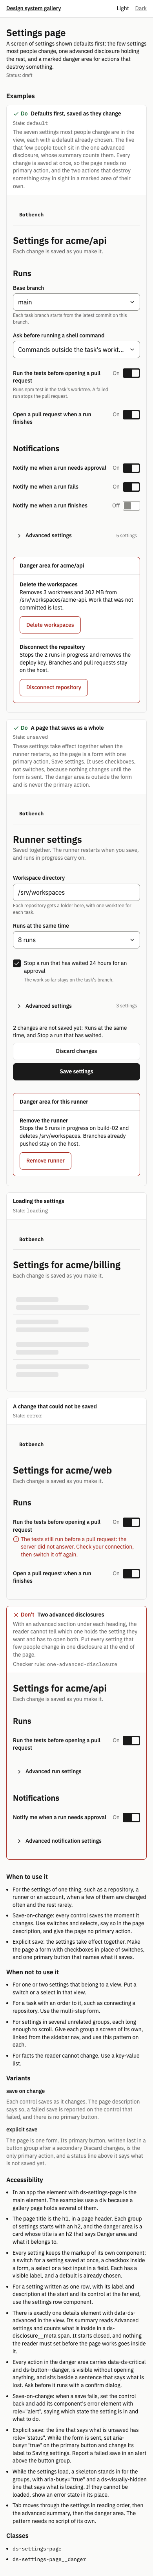 Design system gallery Light Dark
Settings page
A screen of settings shown defaults first: the few settings
most people change, one advanced disclosure holding
the rest, and a marked danger area for actions that
destroy something.
Status: draft
Examples
Do Defaults first, saved as they change
State: default
The seven settings most people change are in
view, each with a default already chosen. The
five that few people touch sit in the one
advanced disclosure, whose summary
counts them. Every change is saved at once, so the page needs
no primary action, and the two actions that destroy
something stay in sight in a marked area of their
own.
Botbench
Settings for acme/api
Each change is saved as you make it.
Runs
Base branch
main
Each task branch starts from the latest commit on this
branch.
Ask before running a shell command
Commands outside the task's workt...
Run the tests before opening a pull
request On
Runs npm test in the task's worktree. A failed
run stops the pull request.
Open a pull request when a run
finishes On
Notifications
Notify me when a run needs approval On
Notify me when a run fails On
Notify me when a run finishes Off
Advanced settings 5 settings
Danger area for acme/api
Delete the workspaces
Removes 3 worktrees and 302 MB from
/srv/workspaces/acme-api. Work that was not
committed is lost.
Delete workspaces
Disconnect the repository
Stops the 2 runs in progress and removes the
deploy key. Branches and pull requests stay
on the host.
Disconnect repository
Do A page that saves as a whole
State: unsaved
These settings take effect together when the
runner restarts, so the page is a form with one
primary action, Save settings. It uses checkboxes,
not switches, because nothing changes until the
form is sent. The danger area is outside the form
and is never the primary action.
Botbench
Runner settings
Saved together. The runner restarts when you save,
and runs in progress carry on.
Workspace directory
/srv/workspaces
Each repository gets a folder here, with one worktree for
each task.
Runs at the same time
8 runs
Stop a run that has waited 24 hours for an
approval
The work so far stays on the task's branch.
Advanced settings 3 settings
2 changes are not saved yet: Runs at the same
time, and Stop a run that has waited.
Discard changes
Save settings
Danger area for this runner
Remove the runner
Stops the 5 runs in progress on build-02 and
deletes /srv/workspaces. Branches already
pushed stay on the host.
Remove runner
Loading the settings
State: loading
Botbench
Settings for acme/billing
Each change is saved as you make it.
A change that could not be saved
State: error
Botbench
Settings for acme/web
Each change is saved as you make it.
Runs
Run the tests before opening a pull
request On
The tests still run before a pull request: the
server did not answer. Check your connection,
then switch it off again.
Open a pull request when a run
finishes On
Don't Two advanced disclosures
With an advanced section under each heading, the
reader cannot tell which one holds the setting they
want and has to open both. Put every setting that
few people change in one disclosure at the end of
the page.
Checker rule: one-advanced-disclosure
Settings for acme/api
Each change is saved as you make it.
Runs
Run the tests before opening a pull
request On
Advanced run settings
Notifications
Notify me when a run needs approval On
Advanced notification settings
When to use it
For the settings of one thing, such as a repository, a
runner or an account, when a few of them are changed
often and the rest rarely.
Save-on-change: every control saves the moment it
changes. Use switches and selects, say so in the page
description, and give the page no primary action.
Explicit save: the settings take effect together. Make
the page a form with checkboxes in place of switches,
and one primary button that names what it saves.
When not to use it
For one or two settings that belong to a view. Put a
switch or a select in that view.
For a task with an order to it, such as connecting a
repository. Use the multi-step form.
For settings in several unrelated groups, each long
enough to scroll. Give each group a screen of its own,
linked from the sidebar nav, and use this pattern on
each.
For facts the reader cannot change. Use a key-value
list.
Variants
save on change
Each control saves as it changes. The page description
says so, a failed save is reported on the control that
failed, and there is no primary button.
explicit save
The page is one form. Its primary button, written last in a
button group after a secondary Discard changes, is the
only primary action, and a status line above it says what
is not saved yet.
Accessibility
In an app the element with ds-settings-page is the
main element. The examples use a div because a
gallery page holds several of them.
The page title is the h1, in a page header. Each group
of settings starts with an h2, and the danger area is a
card whose title is an h2 that says Danger area and
what it belongs to.
Every setting keeps the markup of its own component:
a switch for a setting saved at once, a checkbox inside
a form, a select or a text input in a field. Each has a
visible label, and a default is already chosen.
For a setting written as one row, with its label and
description at the start and its control at the far end,
use the settings row component.
There is exactly one details element with data-ds-
advanced in the view. Its summary reads Advanced
settings and counts what is inside in a ds-
disclosure__meta span. It starts closed, and nothing
the reader must set before the page works goes inside
it.
Every action in the danger area carries data-ds-critical
and ds-button--danger, is visible without opening
anything, and sits beside a sentence that says what is
lost. Ask before it runs with a confirm dialog.
Save-on-change: when a save fails, set the control
back and add its component's error element with
role="alert", saying which state the setting is in and
what to do.
Explicit save: the line that says what is unsaved has
role="status". While the form is sent, set aria-
busy="true" on the primary button and change its
label to Saving settings. Report a failed save in an alert
above the button group.
While the settings load, a skeleton stands in for the
groups, with aria-busy="true" and a ds-visually-hidden
line that says what is loading. If they cannot be
loaded, show an error state in its place.
Tab moves through the settings in reading order, then
the advanced summary, then the danger area. The
pattern needs no script of its own.
Classes
ds-settings-page
ds-settings-page__danger